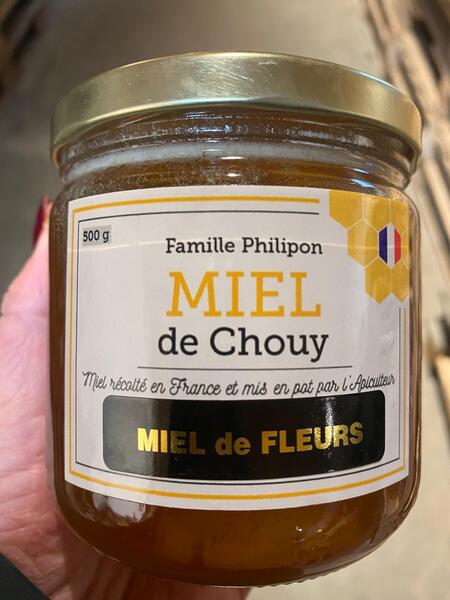 500 g
Famille Philipon
MIEL
de Chouy
Miel récolté en France et mis en pot par l'Apiculteur
MIEL de FLEURS